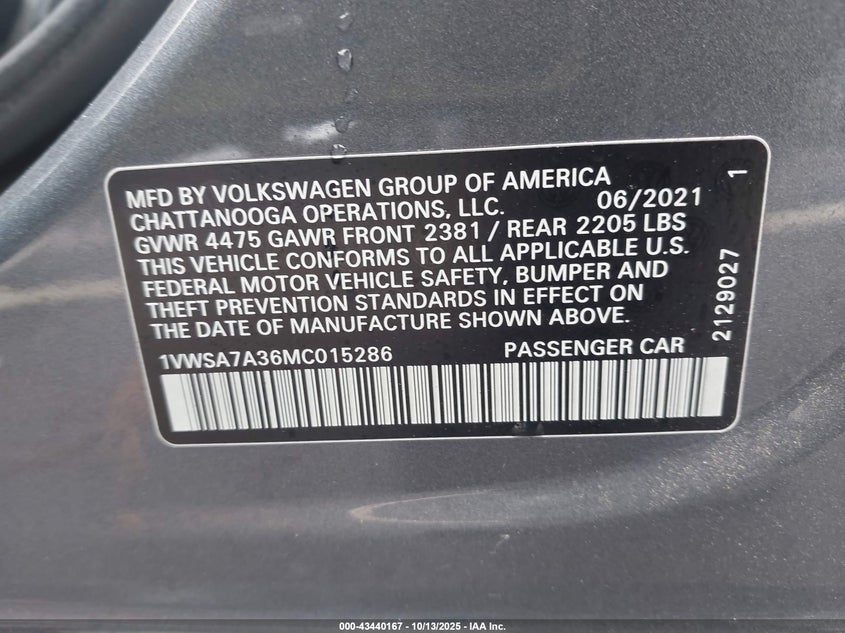 MFD BY VOLKSWAGEN GROUP OF AMERICA
CHATTANOOGA OPERATIONS, LLC. 06/2021
GVWR 4475 GAWR FRONT 2381 / REAR 2205 LBS
THIS VEHICLE CONFORMS TO ALL APPLICABLE U.S.
FEDERAL MOTOR VEHICLE SAFETY, BUMPER AND
THEFT PREVENTION STANDARDS IN EFFECT ON
THE DATE OF MANUFACTURE SHOWN ABOVE.
1VWSA7A36MC015286 PASSENGER CAR
2129027 1
000-43440167 | 10/13/2025 - IAA Inc.